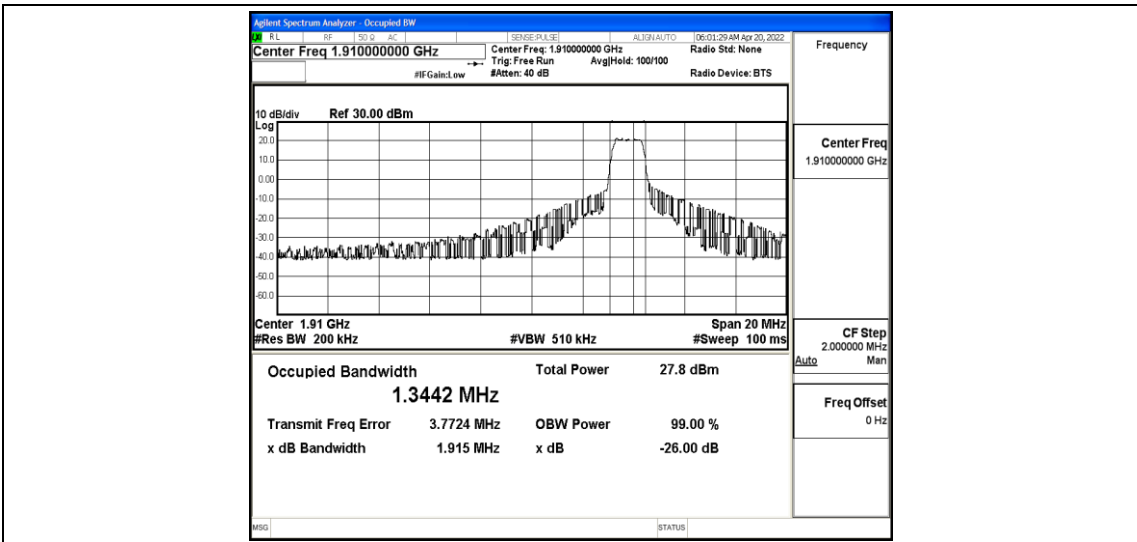 Agilent Spectrum Analyzer - Occupied BW
LXI RL RF 50 Ω AC SENSE:PULSE ALIGNAUTO 06:01:29 AM Apr 20, 2022
Center Freq 1.910000000 GHz Center Freq: 1.910000000 GHz Radio Std: None Frequency
Trig: Free Run Avg|Hold: 100/100
#IFGain:Low #Atten: 40 dB Radio Device: BTS
10 dB/div Ref 30.00 dBm
Log
20.0
10.0
0.00
-10.0
-20.0
-30.0
-40.0
-50.0
-60.0
Center 1.91 GHz Span 20 MHz
#Res BW 200 kHz #VBW 510 kHz #Sweep 100 ms
Center Freq
1.910000000 GHz
CF Step
2.000000 MHz
Auto Man
Freq Offset
0 Hz
Occupied Bandwidth Total Power 27.8 dBm
1.3442 MHz
Transmit Freq Error 3.7724 MHz OBW Power 99.00 %
x dB Bandwidth 1.915 MHz x dB -26.00 dB
MSG STATUS